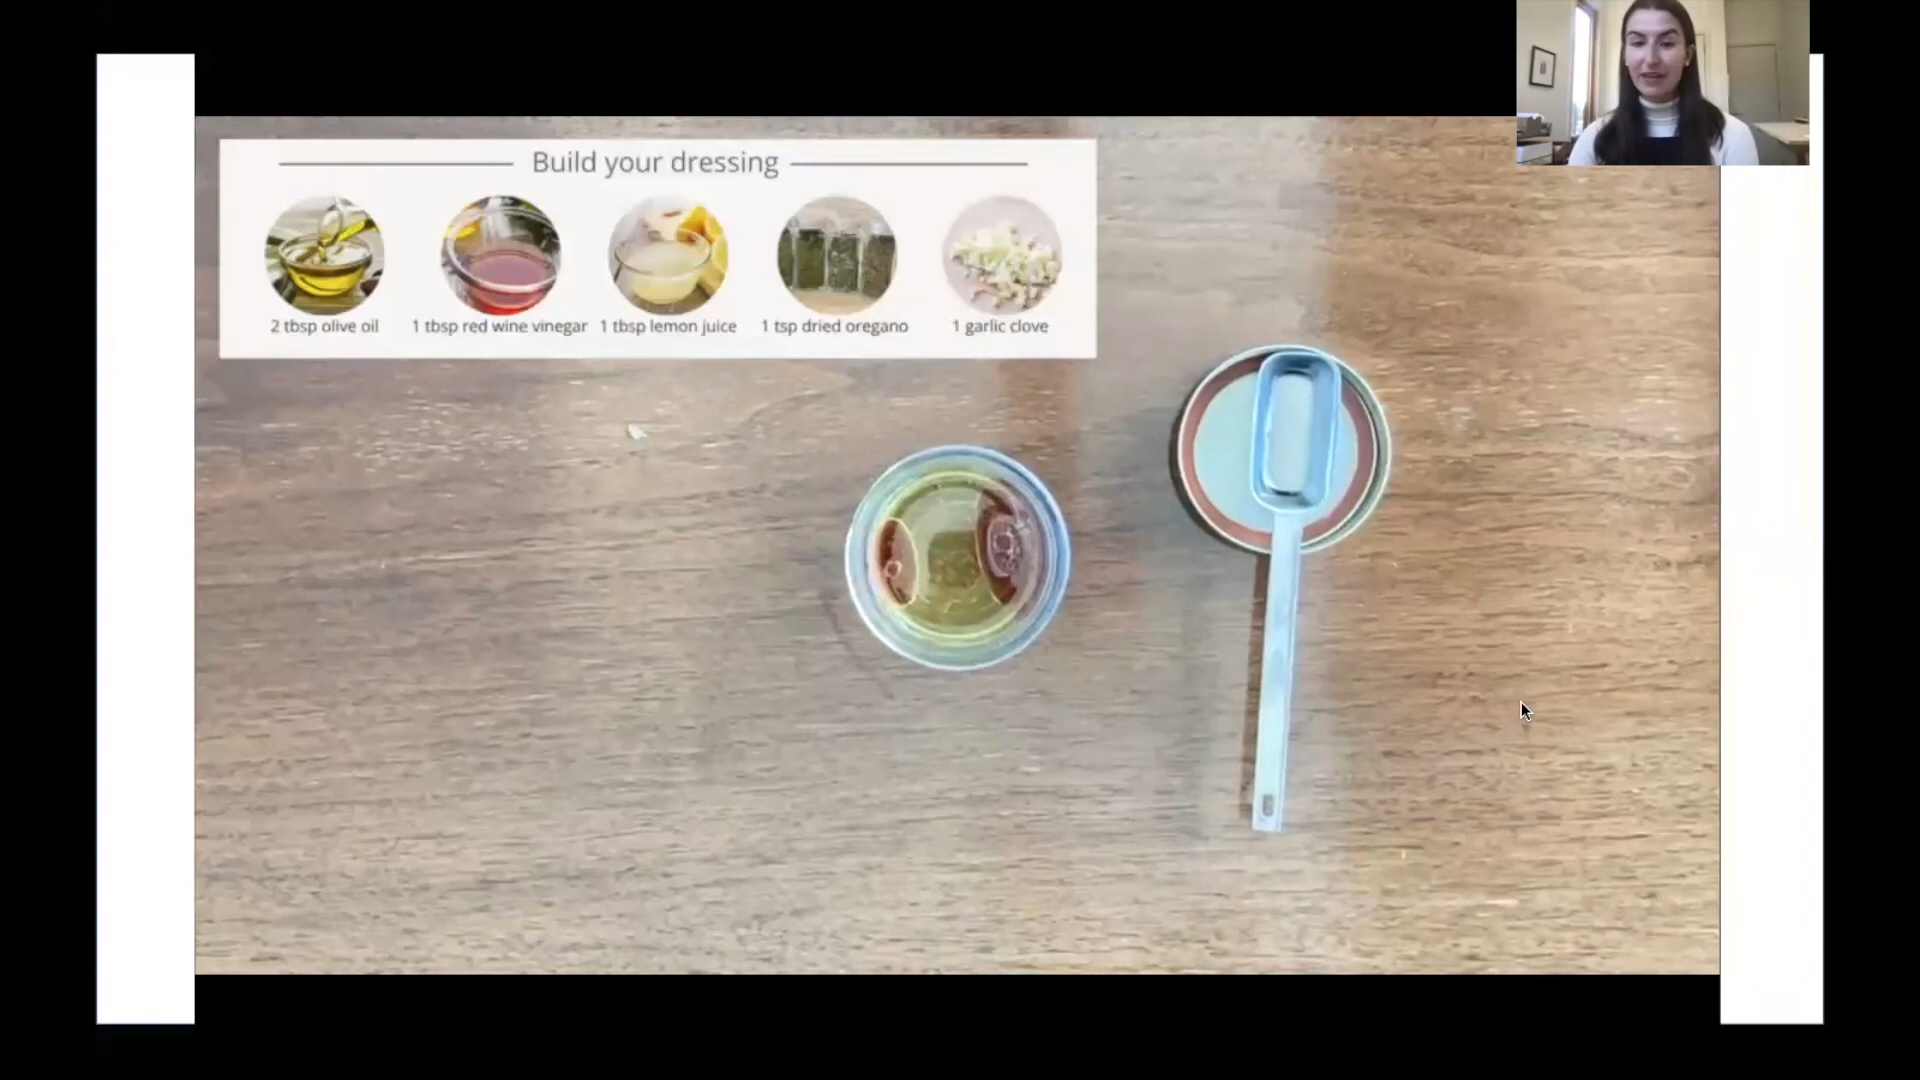 Build your dressing
2 tbsp olive oil
1 tbsp red wine vinegar
1 tbsp lemon juice
1 tsp dried oregano
1 garlic clove